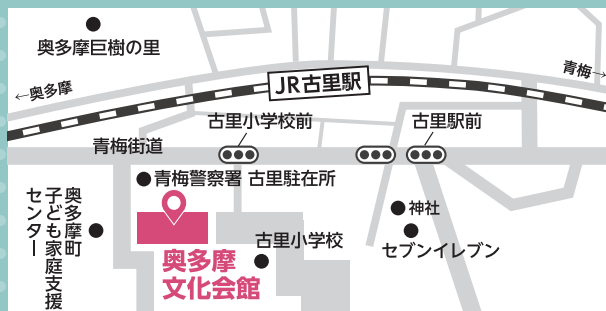 奥多摩巨樹の里
←奥多摩
JR古里駅
青梅→
古里小学校前
古里駅前
青梅街道
青梅警察署 古里駐在所
奥多摩町
子ども家庭支援
センター
奥多摩
文化会館
古里小学校
神社
セブンイレブン